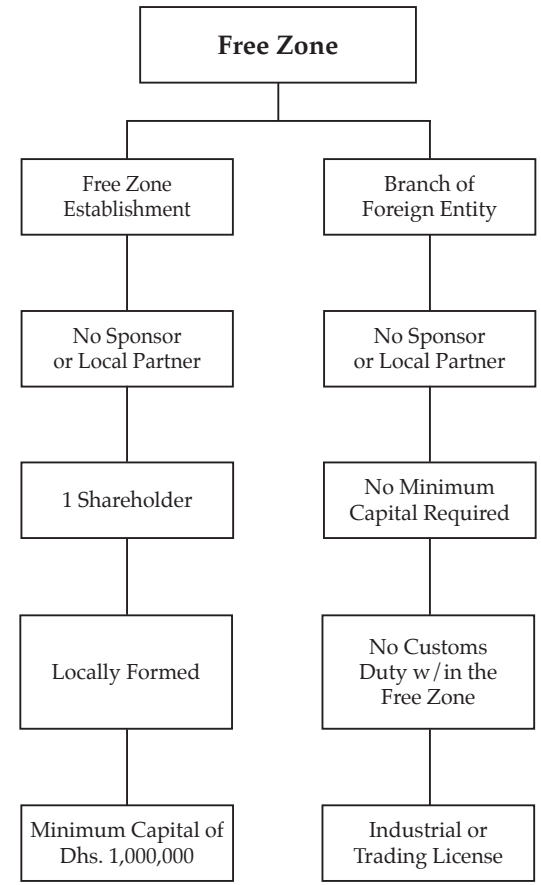 Free Zone
Free Zone
Establishment
Branch of
Foreign Entity
No Sponsor
or Local Partner
No Sponsor
or Local Partner
1 Shareholder
No Minimum
Capital Required
Locally Formed
No Customs
Duty w/in the
Free Zone
Minimum Capital of
Dhs. 1,000,000
Industrial or
Trading License